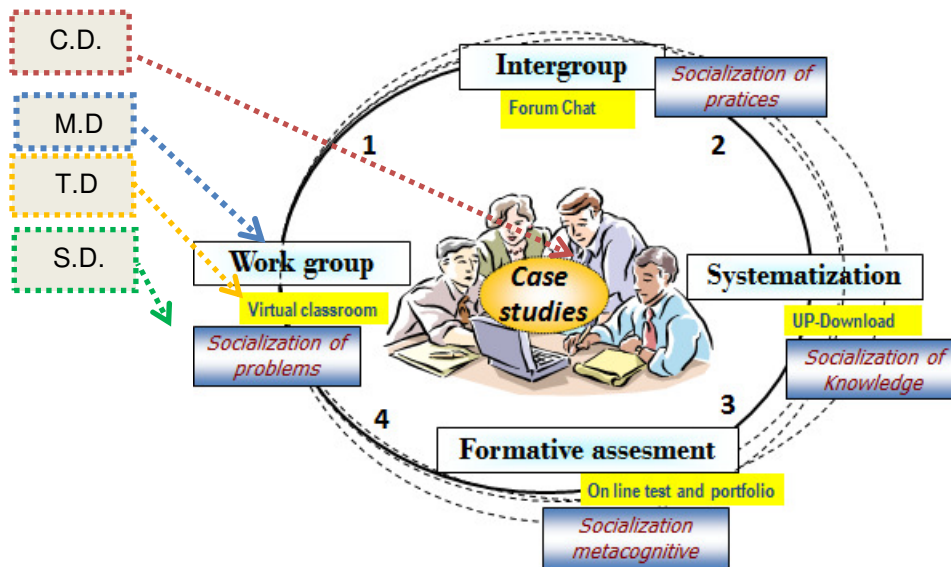 C.D.
M.D
T.D
S.D.
Intergroup
Forum Chat
Socialization of
pratices
1
2
Work group
Virtual classroom
Socialization of
problems
Case
studies
Systematization
UP-Download
Socialization of
Knowledge
4
3
Formative assesment
On line test and portfolio
Socialization
metacognitive